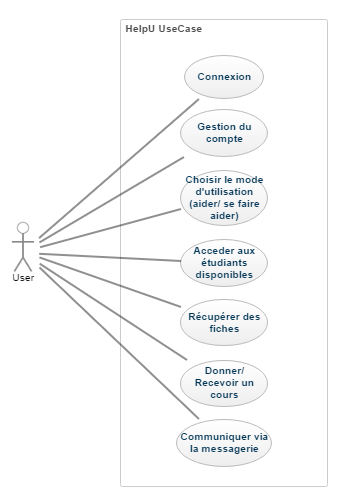 HelpU UseCase
Connexion
Gestion du
compte
Choisir le mode
d'utilisation
(aider/ se faire
aider)
Acceder aux
étudiants
disponibles
User
Récupérer des
fiches
Donner/
Recevoir un
cours
Communiquer via
la messagerie